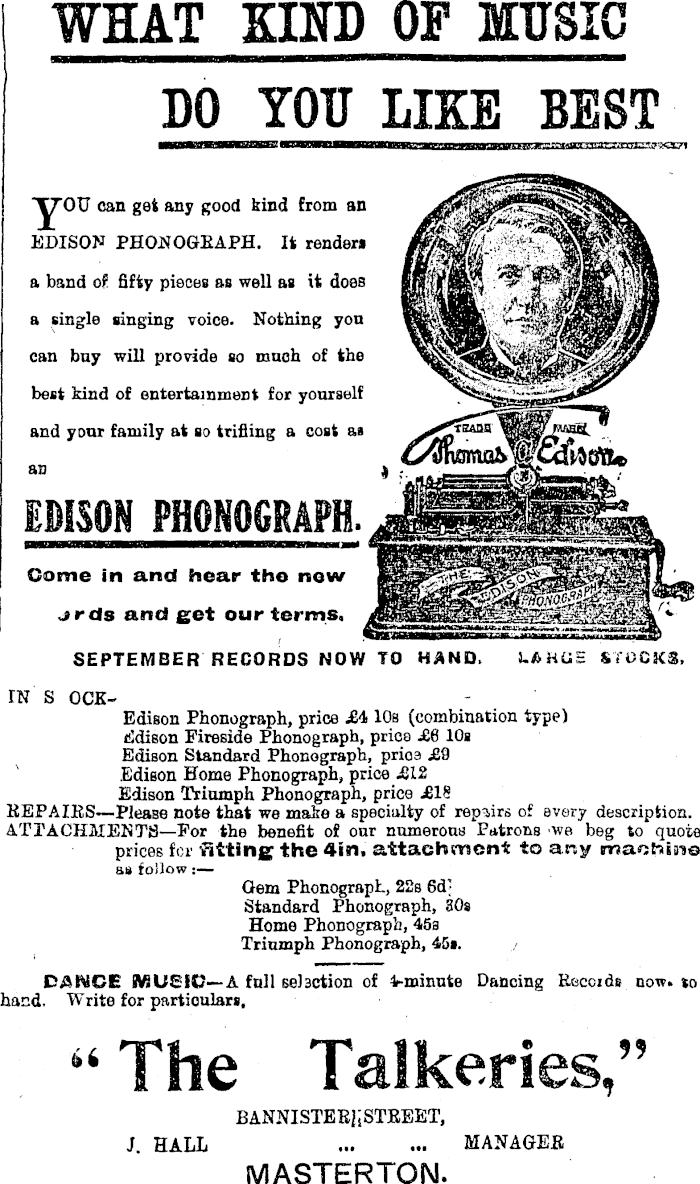 WHAT KIND OF MUSIC
DO YOU LIKE BEST
YOU can get any good kind from an
EDISON PHONOGRAPH. It renders
a band of fifty pieces as well as it does
a single singing voice. Nothing you
can buy will provide so much of the
best kind of entertainment for yourself
and your family at so trifling a cost as
an
EDISON PHONOGRAPH.
Come in and hear the new
rds and get our terms.
TRADE MARK
Thomas A Edison
THE EDISON PHONOGRAPH
SEPTEMBER RECORDS NOW TO HAND. LARGE STOCKS.
IN S OCK-
Edison Phonograph, price £4 10s (combination type)
Edison Fireside Phonograph, price £6 10s
Edison Standard Phonograph, price £9
Edison Home Phonograph, price £12
Edison Triumph Phonograph, price £18
REPAIRS—Please note that we make a specialty of repairs of every description.
ATTACHMENTS—For the benefit of our numerous Patrons we beg to quote
prices for fitting the 4in. attachment to any machine
as follow:—
Gem Phonograph, 22s 6d
Standard Phonograph, 30s
Home Phonograph, 45s
Triumph Phonograph, 45s.
DANCE MUSIC—A full selection of 4-minute Dancing Records now to
hand. Write for particulars.
"The Talkeries,"
BANNISTER STREET,
J. HALL ... ... MANAGER
MASTERTON.